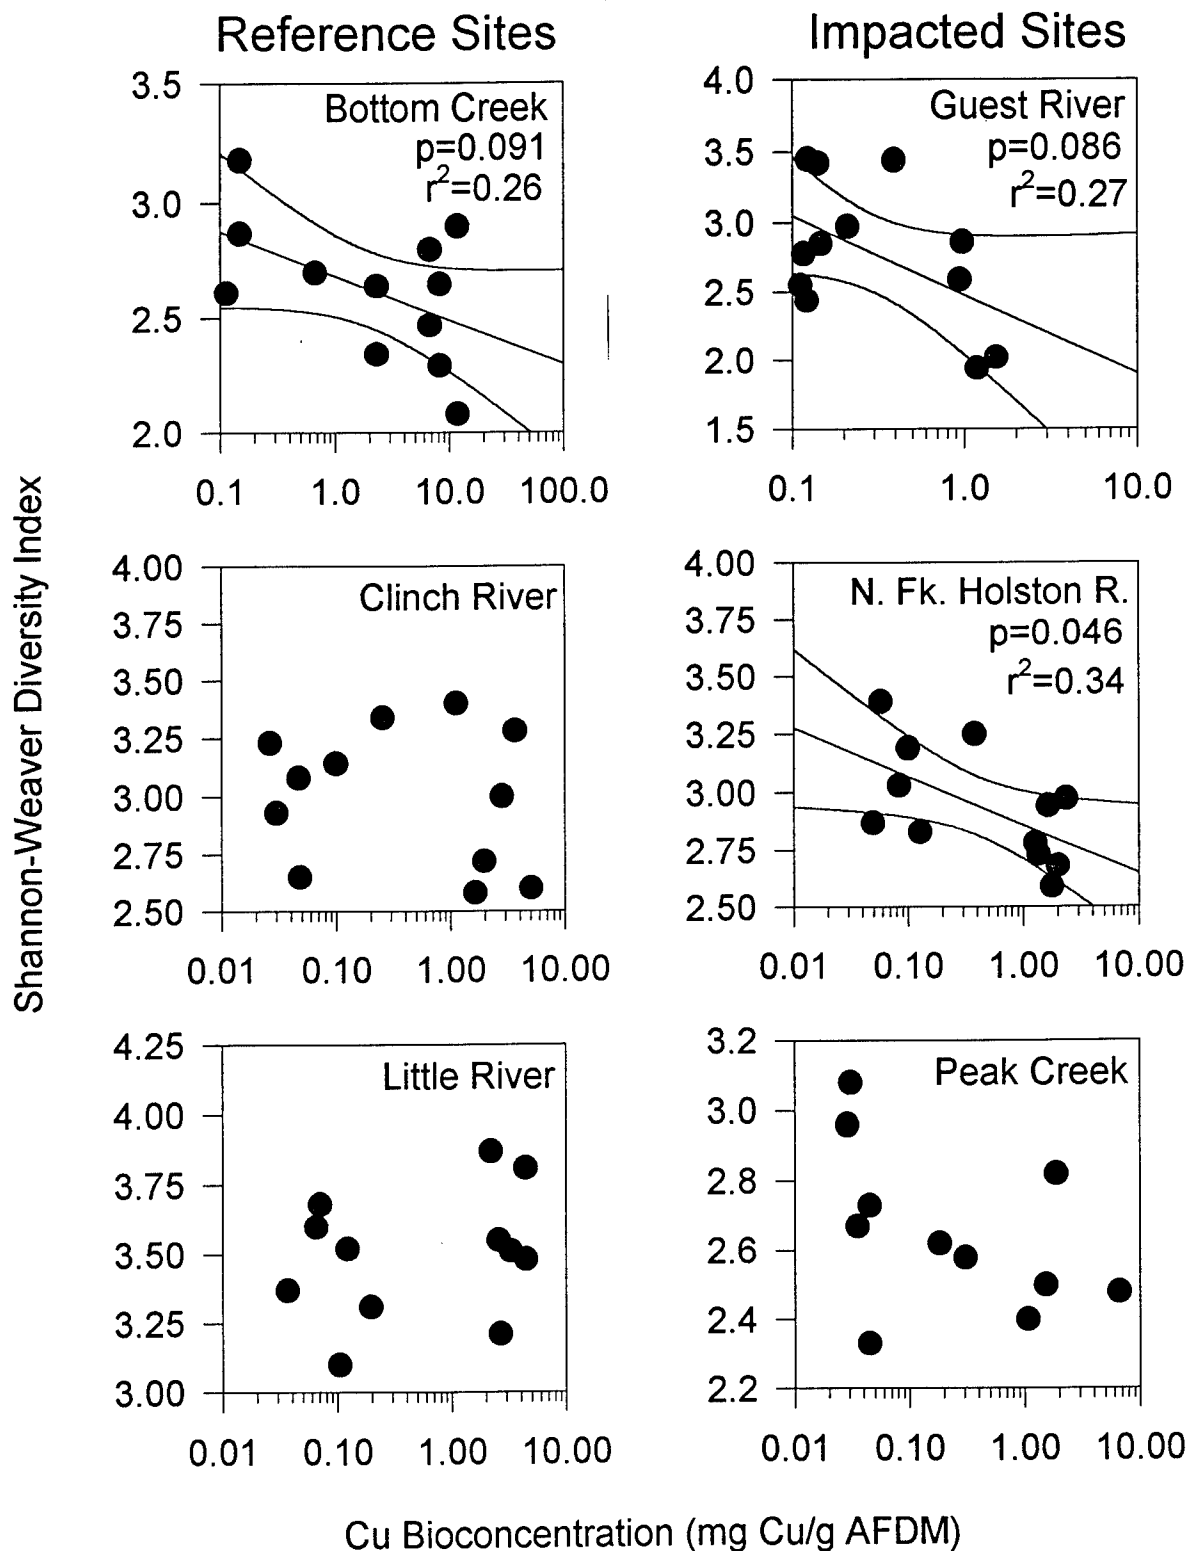 Reference Sites
Impacted Sites
Shannon-Weaver Diversity Index
3.5
3.0
2.5
2.0
Bottom Creek
p=0.091
r2=0.26
0.1 1.0 10.0 100.0
4.0
3.5
3.0
2.5
2.0
1.5
Guest River
p=0.086
r2=0.27
0.1 1.0 10.0
4.00
3.75
3.50
3.25
3.00
2.75
2.50
Clinch River
0.01 0.10 1.00 10.00
4.00
3.75
3.50
3.25
3.00
2.75
2.50
N. Fk. Holston R.
p=0.046
r2=0.34
0.01 0.10 1.00 10.00
4.25
4.00
3.75
3.50
3.25
3.00
Little River
0.01 0.10 1.00 10.00
3.2
3.0
2.8
2.6
2.4
2.2
Peak Creek
0.01 0.10 1.00 10.00
Cu Bioconcentration (mg Cu/g AFDM)